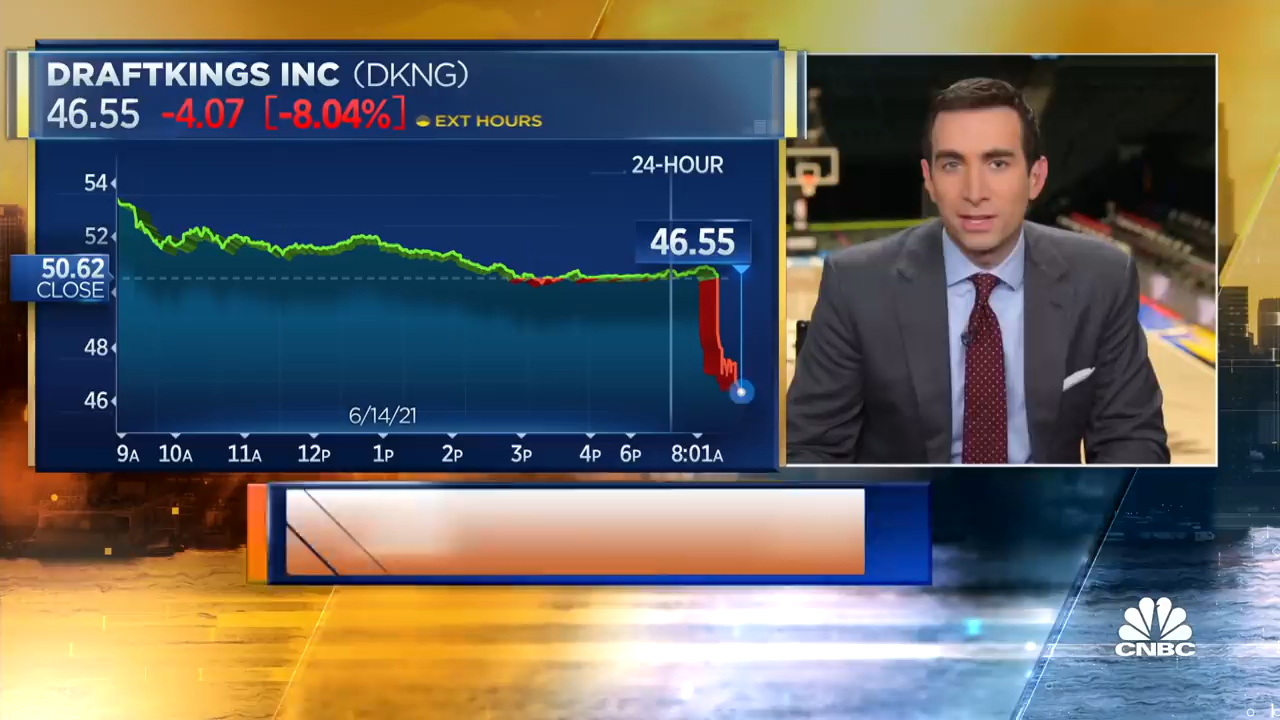 DRAFTKINGS INC (DKNG)
46.55 -4.07 [-8.04%] EXT HOURS
24-HOUR
54
52
46.55
50.62
CLOSE
48
46
6/14/21
9A 10A 11A 12P 1P 2P 3P 4P 6P 8:01A
CNBC